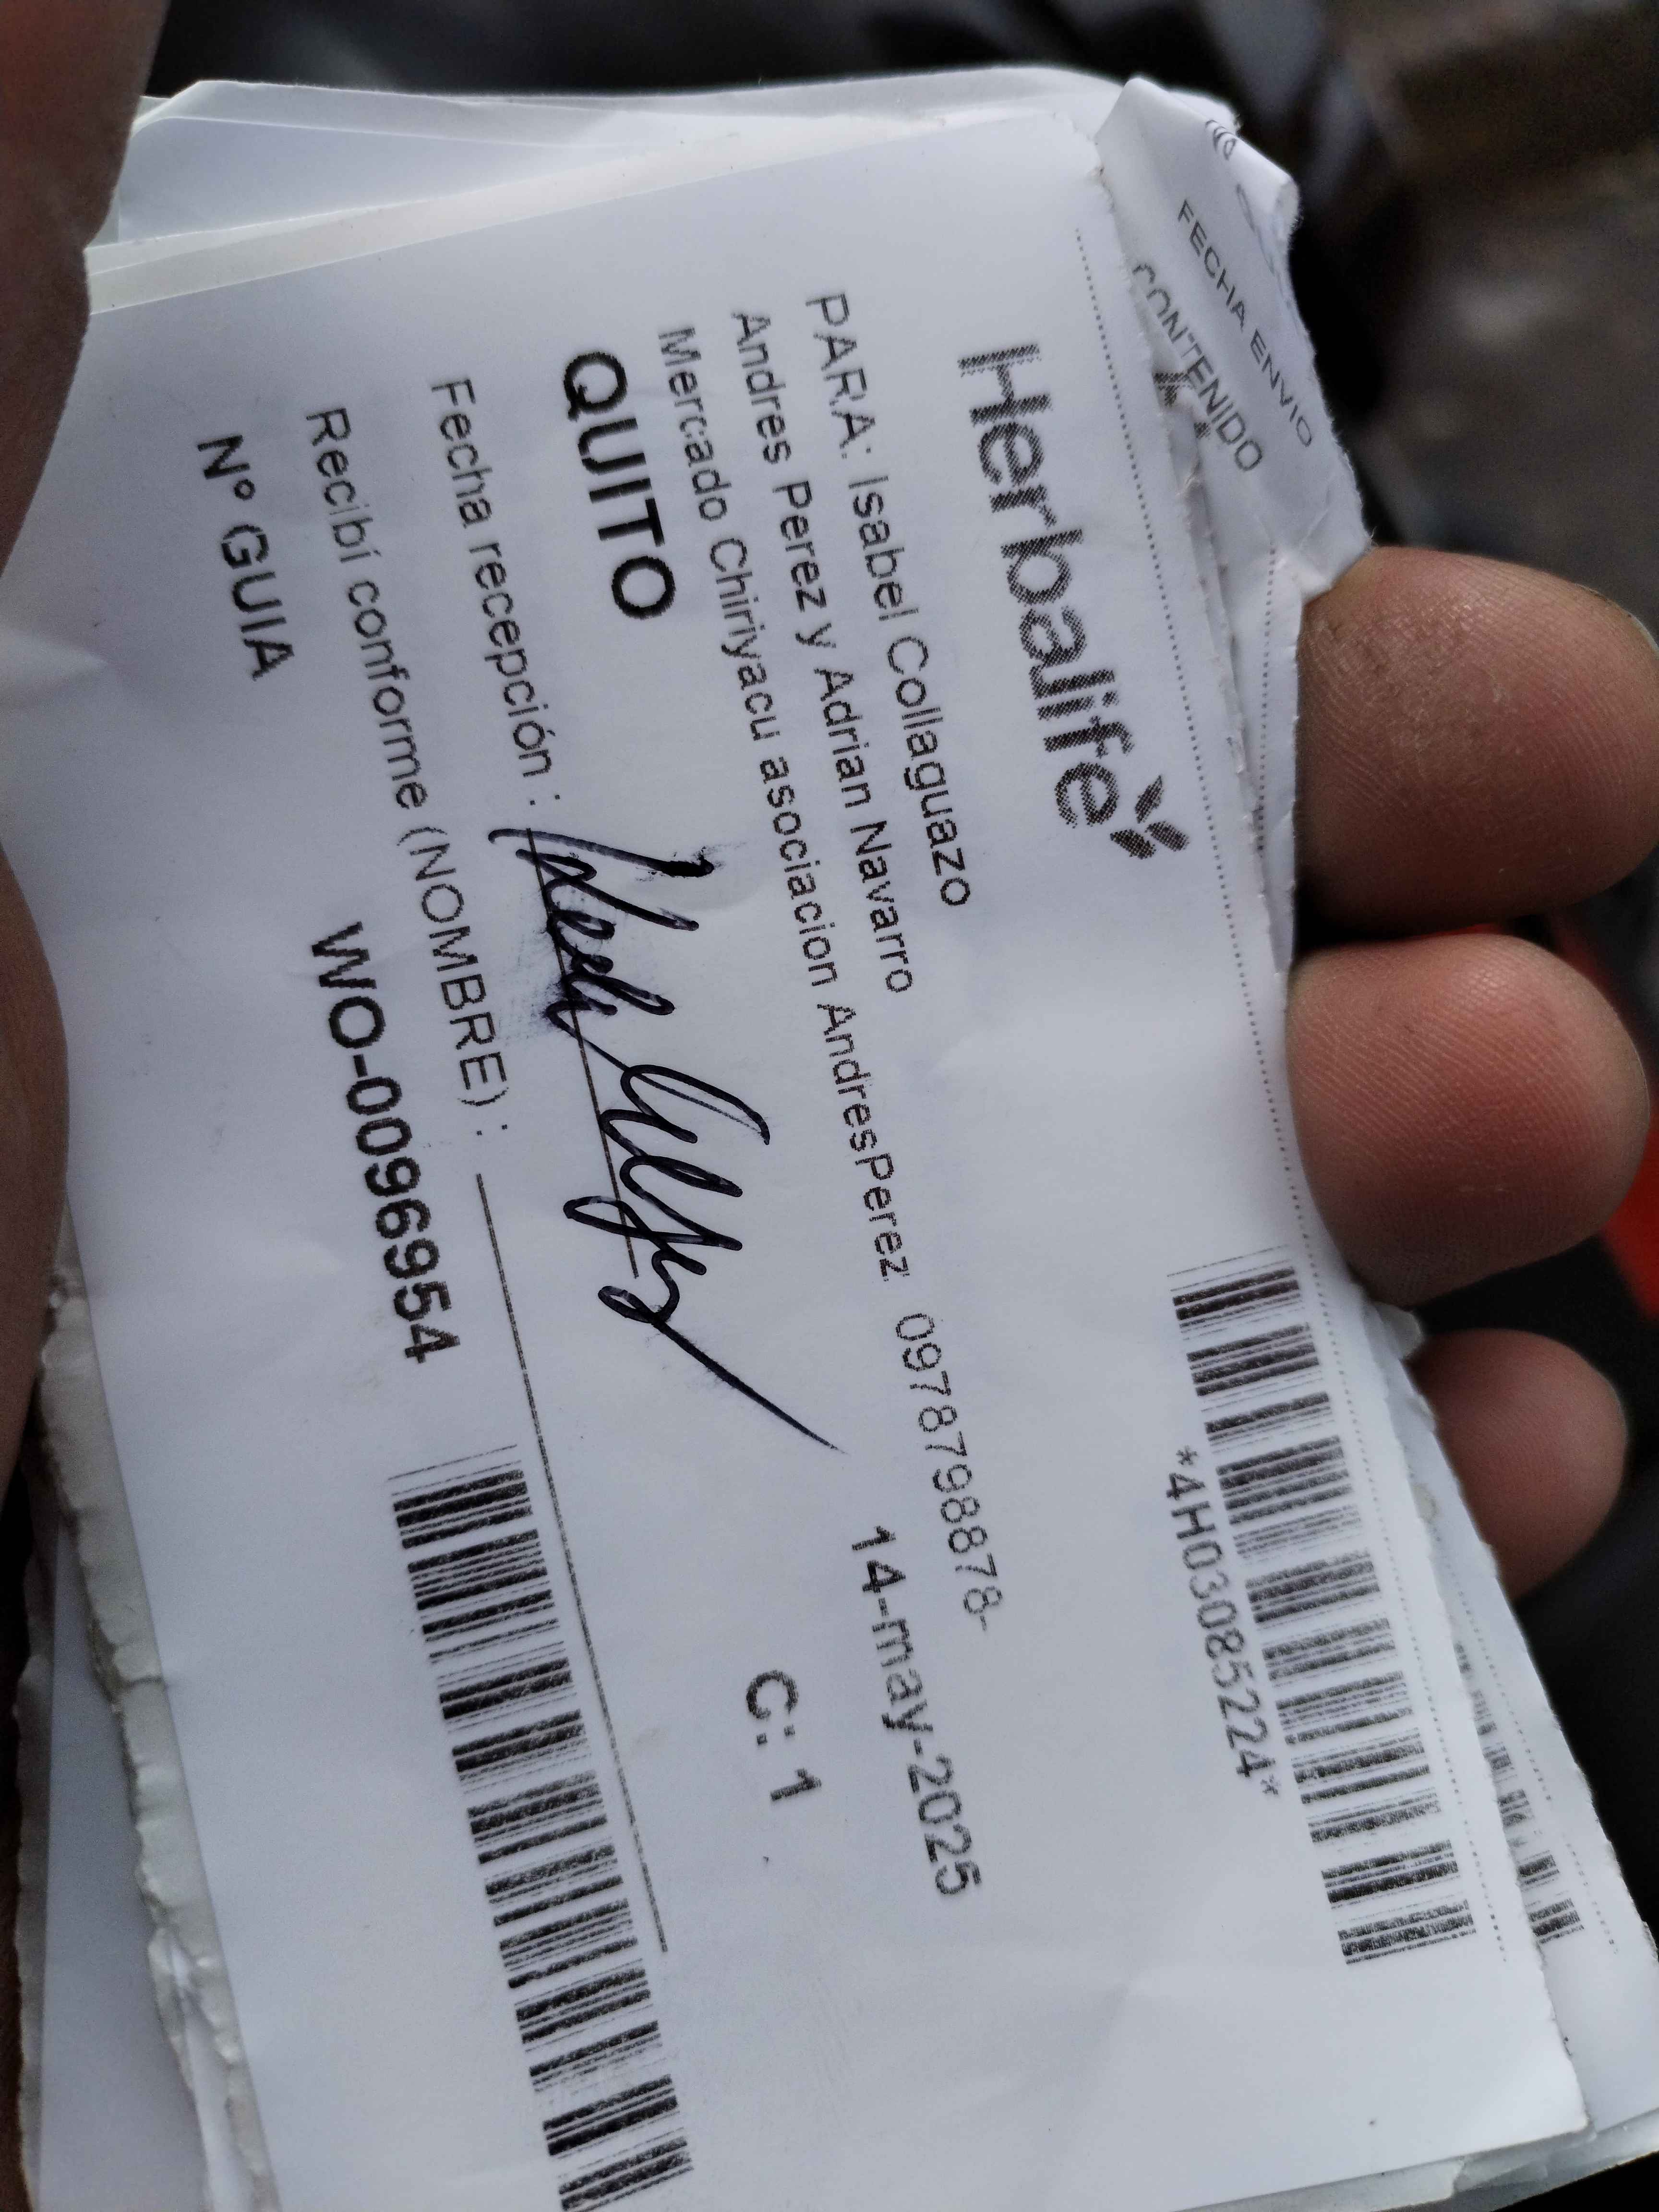 FECHA ENVIO
CONTENIDO
Herbalife
*4H03085224*
PARA: Isabel Collaguazo
Andres Perez y Adrian Navarro
Mercado Chiriyacu asociacion AndresPerez 0978798878-
QUITO
14-may-2025
Fecha recepción :
C: 1
Recibí conforme (NOMBRE) :
Nº GUIA
WO-0096954